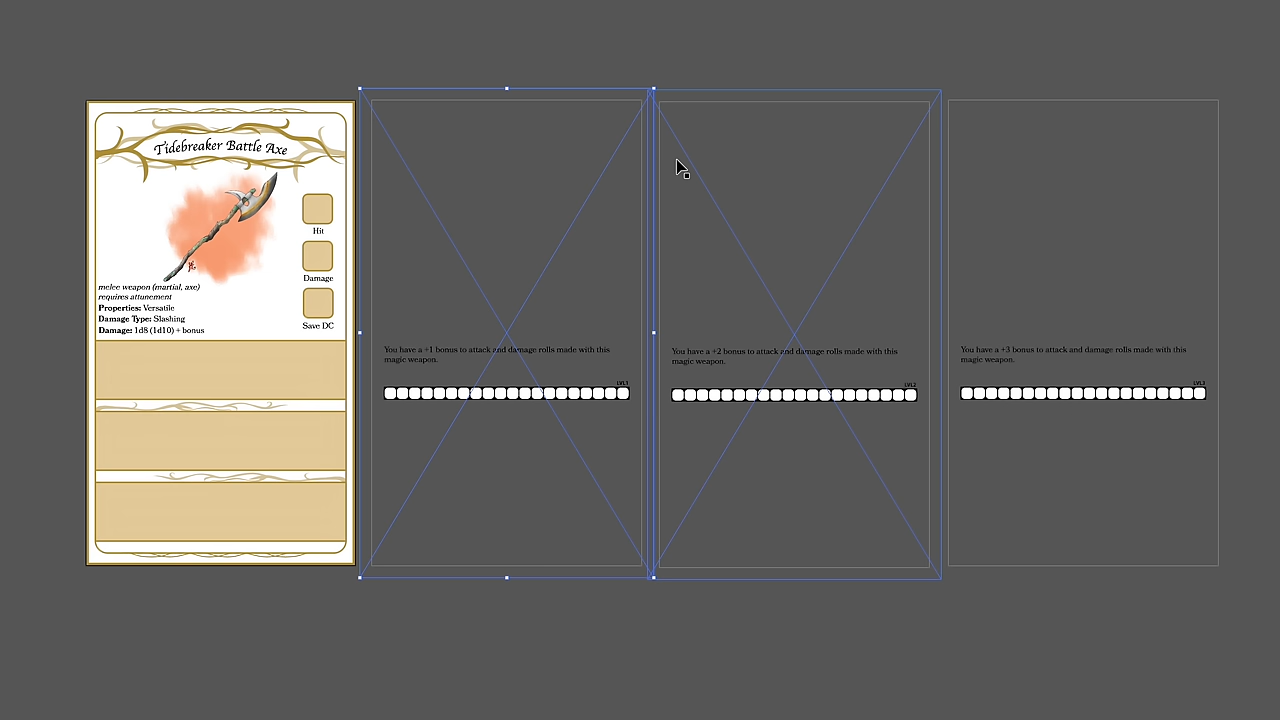 Tidebreaker Battle Axe
Hit
Damage
Save DC
melee weapon (martial, axe)
requires attunement
Properties: Versatile
Damage Type: Slashing
Damage: 1d8 (1d10) + bonus
You have a +1 bonus to attack and damage rolls made with this
magic weapon.
LVL1
You have a +2 bonus to attack and damage rolls made with this
magic weapon.
LVL2
You have a +3 bonus to attack and damage rolls made with this
magic weapon.
LVL3